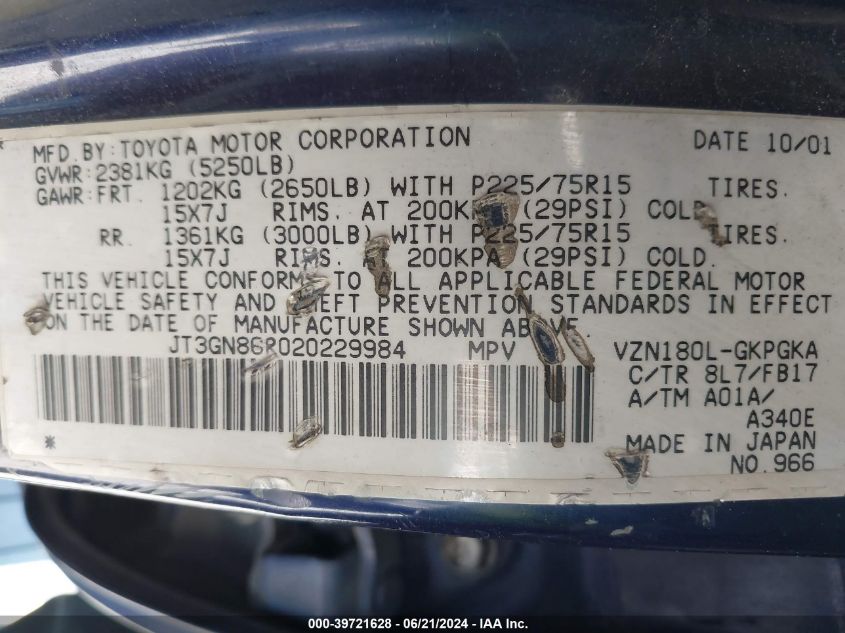 MFD.BY:TOYOTA MOTOR CORPORATION DATE 10/01
GVWR:2381KG (5250LB)
GAWR:FRT. 1202KG (2650LB) WITH P225/75R15 TIRES.
15X7J RIMS. AT 200KPA (29PSI) COLD.
RR. 1361KG (3000LB) WITH P225/75R15 TIRES.
15X7J RIMS. AT 200KPA (29PSI) COLD.
THIS VEHICLE CONFORMS TO ALL APPLICABLE FEDERAL MOTOR
VEHICLE SAFETY AND THEFT PREVENTION STANDARDS IN EFFECT
ON THE DATE OF MANUFACTURE SHOWN ABOVE.
JT3GN86R020229984 MPV VZN180L-GKPGKA
C/TR 8L7/FB17
A/TM A01A/
A340E
MADE IN JAPAN
NO.966
000-39721628 - 06/21/2024 - IAA Inc.